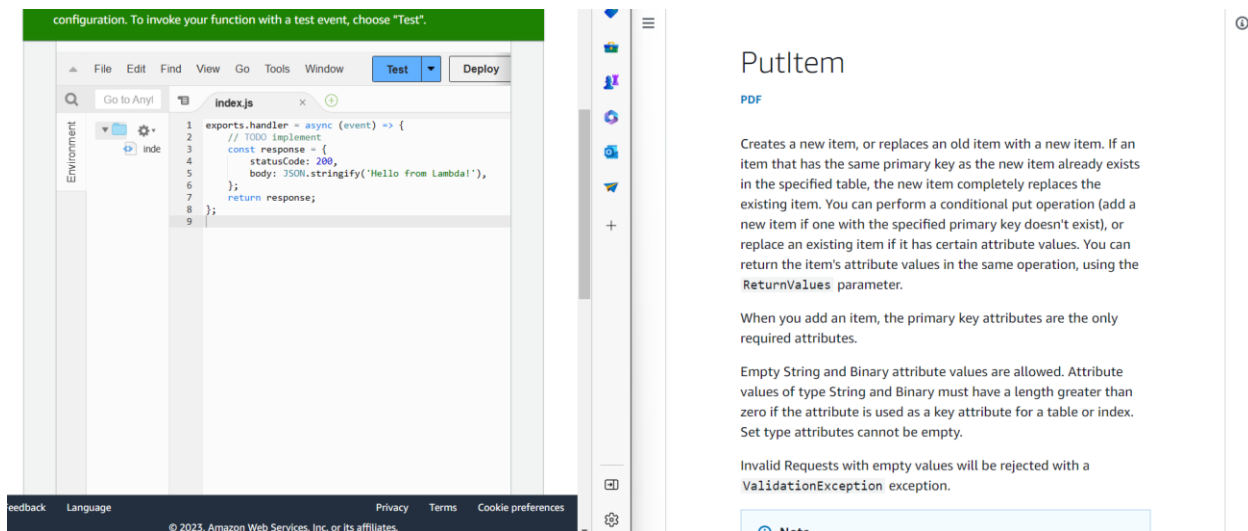 configuration. To invoke your function with a test event, choose "Test".
File Edit Find View Go Tools Window Test Deploy
Go to Anyl
index.js
Environment
inde
1 exports.handler = async (event) => {
2 // TODO implement
3 const response = {
4 statusCode: 200,
5 body: JSON.stringify('Hello from Lambda!'),
6 };
7 return response;
8 };
9
eedback Language Privacy Terms Cookie preferences
© 2023, Amazon Web Services, Inc. or its affiliates.
PutItem
PDF
Creates a new item, or replaces an old item with a new item. If an
item that has the same primary key as the new item already exists
in the specified table, the new item completely replaces the
existing item. You can perform a conditional put operation (add a
new item if one with the specified primary key doesn't exist), or
replace an existing item if it has certain attribute values. You can
return the item's attribute values in the same operation, using the
ReturnValues parameter.
When you add an item, the primary key attributes are the only
required attributes.
Empty String and Binary attribute values are allowed. Attribute
values of type String and Binary must have a length greater than
zero if the attribute is used as a key attribute for a table or index.
Set type attributes cannot be empty.
Invalid Requests with empty values will be rejected with a
ValidationException exception.
Note